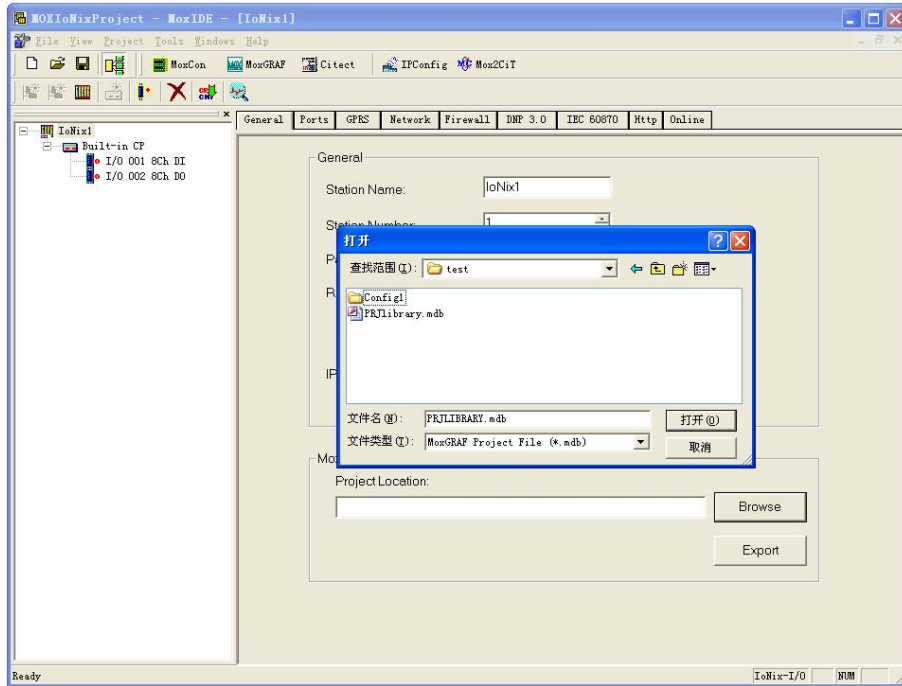 MOXIoNixProject - MoxIDE - [IoNix1]
File View Project Tools Windows Help
MoxCon MoxGRAF Citect IPConfig Mox2CiT
General Ports GPRS Network Firewall DNP 3.0 IEC 60870 Http Online
IoNix1
Built-in CP
I/O 001 8Ch DI
I/O 002 8Ch DO
General
Station Name: IoNix1
Station Number: 1
打开
查找范围(I): test
Config1
PRJlibrary.mdb
IP
文件名(N): PRJLIBRARY.mdb 打开(O)
文件类型(T): MoxGRAF Project File (*.mdb) 取消
Project Location:
Browse
Export
Ready IoNix-I/O NUM